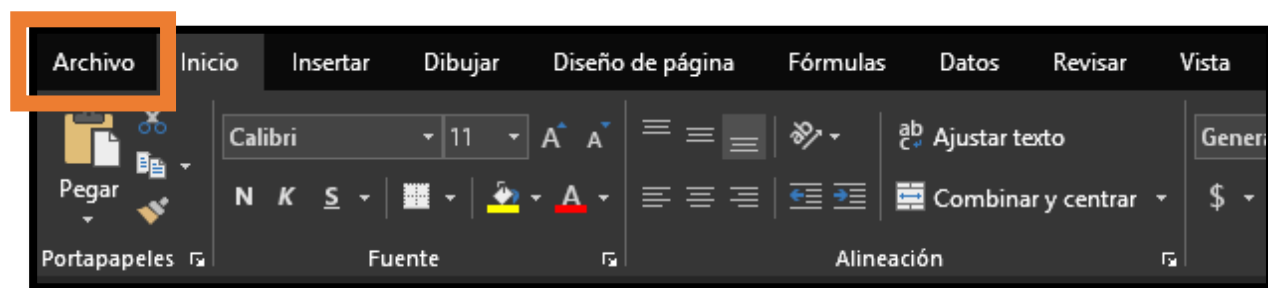 Archivo Inicio Insertar Dibujar Diseño de página Fórmulas Datos Revisar Vista
Calibri 11 A A ab c Ajustar texto Gener
Pegar N K S A Combinar y centrar $
Portapapeles Fuente Alineación